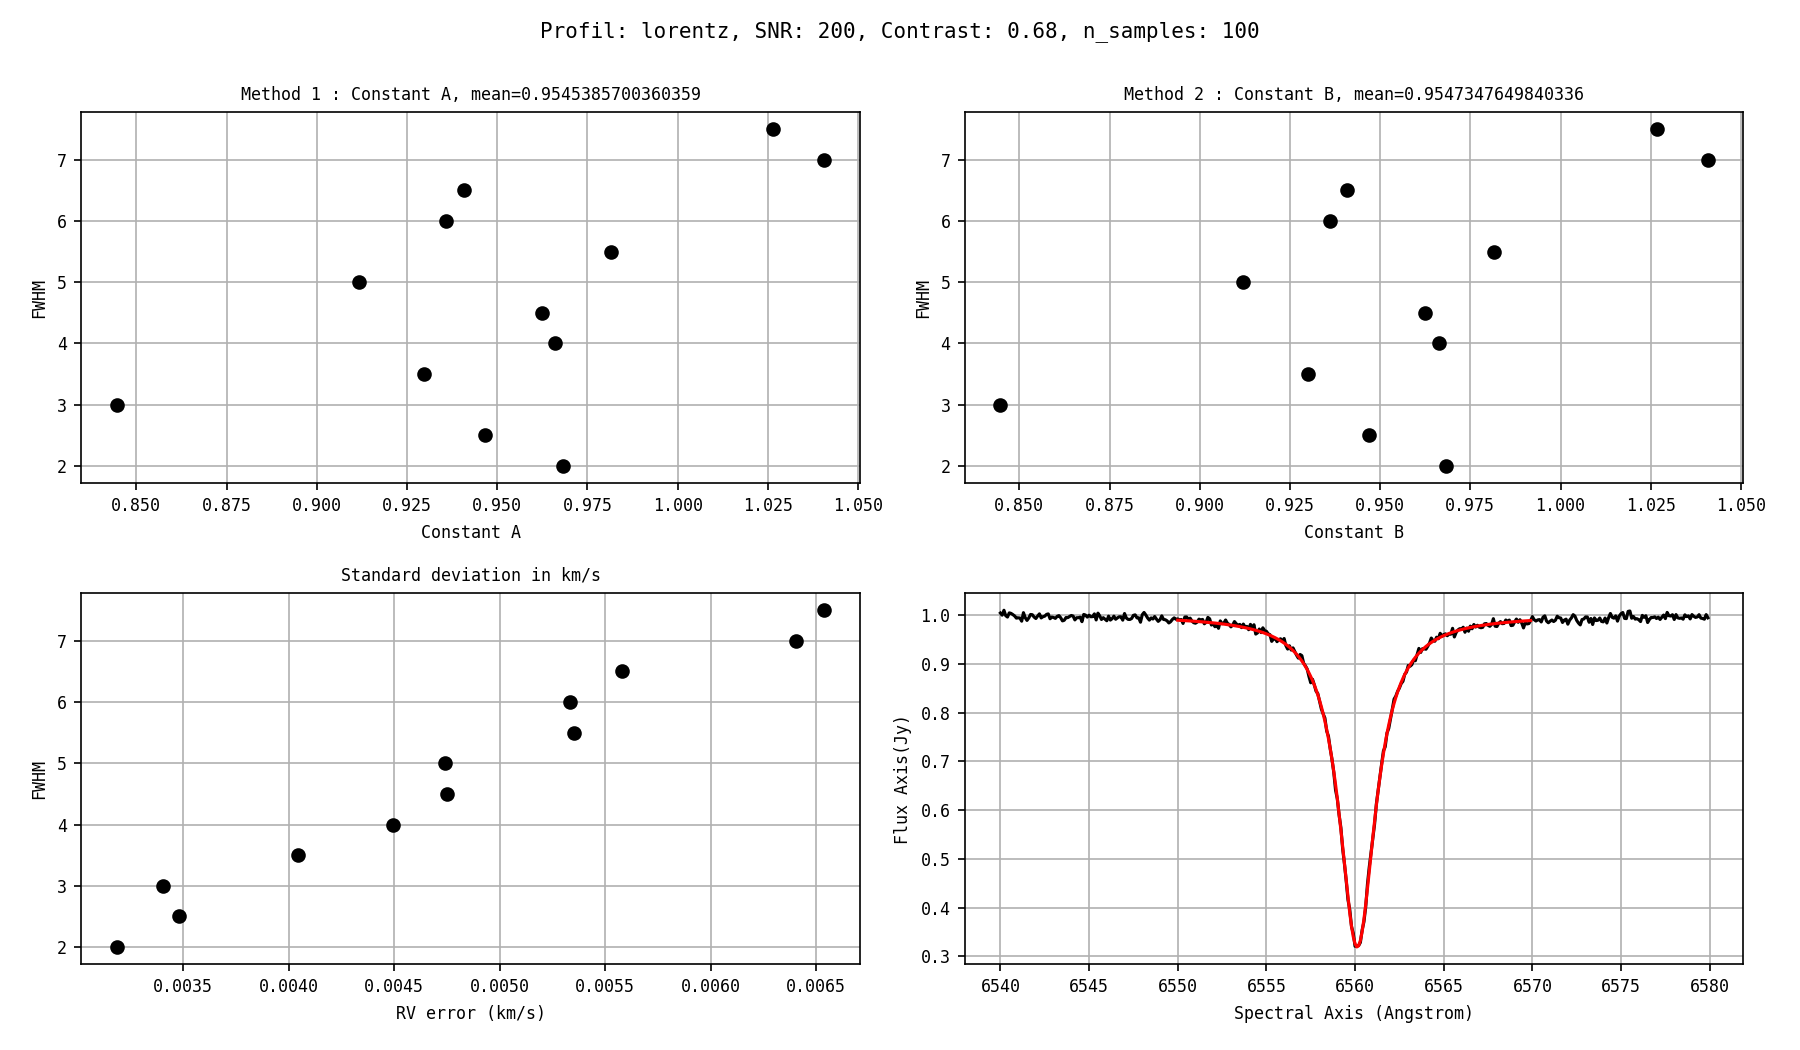 Profil: lorentz, SNR: 200, Contrast: 0.68, n_samples: 100
Method 1 : Constant A, mean=0.9545385700360359
FWHM
7
6
5
4
3
2
0.850 0.875 0.900 0.925 0.950 0.975 1.000 1.025 1.050
Constant A
Method 2 : Constant B, mean=0.9547347649840336
FWHM
7
6
5
4
3
2
0.850 0.875 0.900 0.925 0.950 0.975 1.000 1.025 1.050
Constant B
Standard deviation in km/s
FWHM
7
6
5
4
3
2
0.0035 0.0040 0.0045 0.0050 0.0055 0.0060 0.0065
RV error (km/s)
Flux Axis(Jy)
1.0
0.9
0.8
0.7
0.6
0.5
0.4
0.3
6540 6545 6550 6555 6560 6565 6570 6575 6580
Spectral Axis (Angstrom)